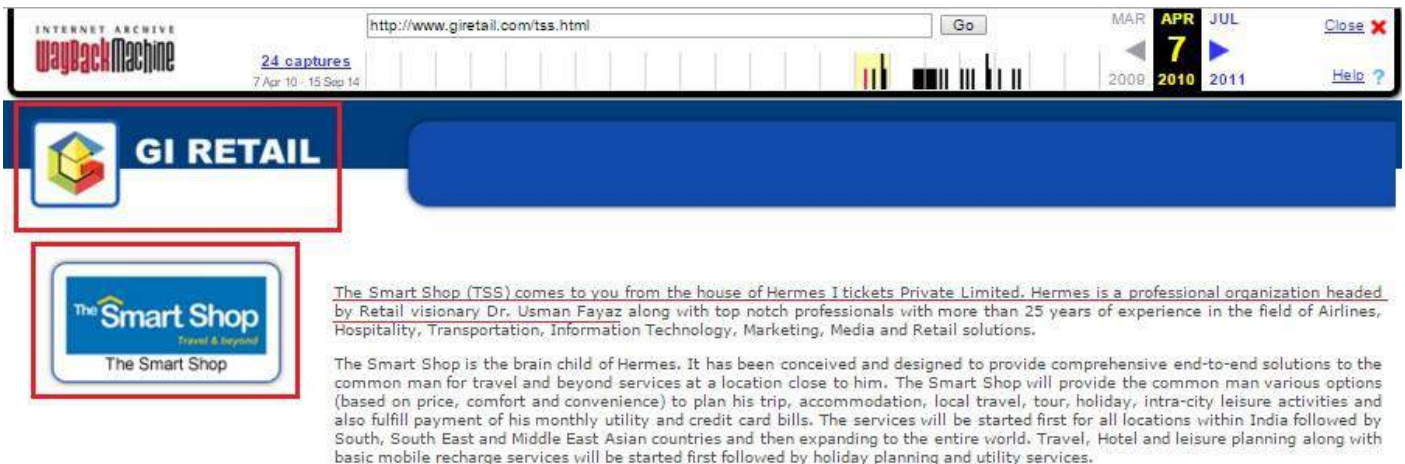 INTERNET ARCHIVE
WayBackMachine
http://www.giretail.com/tss.html
Go
24 captures
7 Apr 10 - 15 Sep 14
MAR APR JUL
7
2009 2010 2011
Close
Help ?
GI RETAIL
The Smart Shop
Travel & beyond
The Smart Shop
The Smart Shop (TSS) comes to you from the house of Hermes I tickets Private Limited. Hermes is a professional organization headed
by Retail visionary Dr. Usman Fayaz along with top notch professionals with more than 25 years of experience in the field of Airlines,
Hospitality, Transportation, Information Technology, Marketing, Media and Retail solutions.
The Smart Shop is the brain child of Hermes. It has been conceived and designed to provide comprehensive end-to-end solutions to the
common man for travel and beyond services at a location close to him. The Smart Shop will provide the common man various options
(based on price, comfort and convenience) to plan his trip, accommodation, local travel, tour, holiday, intra-city leisure activities and
also fulfill payment of his monthly utility and credit card bills. The services will be started first for all locations within India followed by
South, South East and Middle East Asian countries and then expanding to the entire world. Travel, Hotel and leisure planning along with
basic mobile recharge services will be started first followed by holiday planning and utility services.